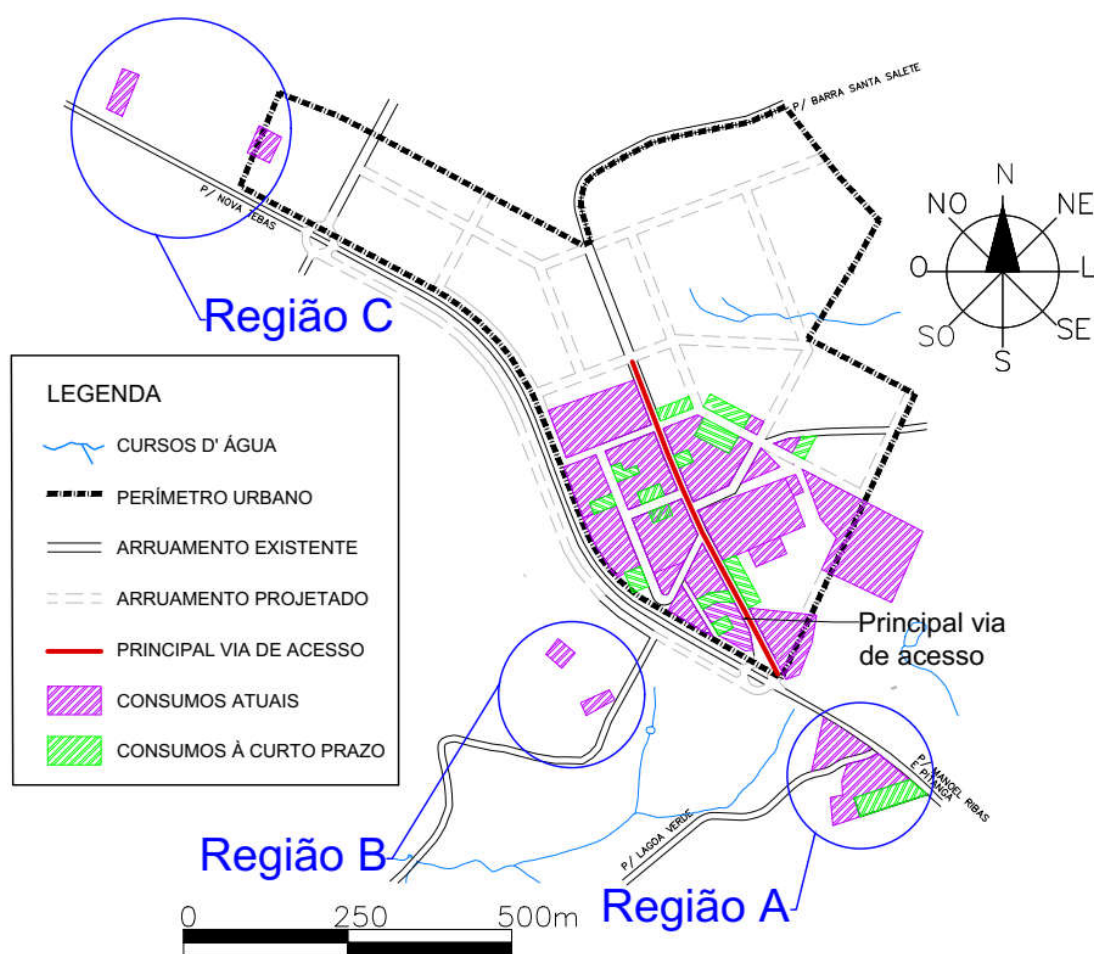 P/ BARRA SANTA SALETE
P/ NOVA TEBAS
N
NO
NE
O
L
SO
SE
S
Região C
LEGENDA
CURSOS D' ÁGUA
PERÍMETRO URBANO
ARRUAMENTO EXISTENTE
ARRUAMENTO PROJETADO
PRINCIPAL VIA DE ACESSO
CONSUMOS ATUAIS
CONSUMOS À CURTO PRAZO
Principal via
de acesso
P/ MANOEL RIBAS
E PITANGA
P/ LAGOA VERDE
Região B
Região A
0 250 500m